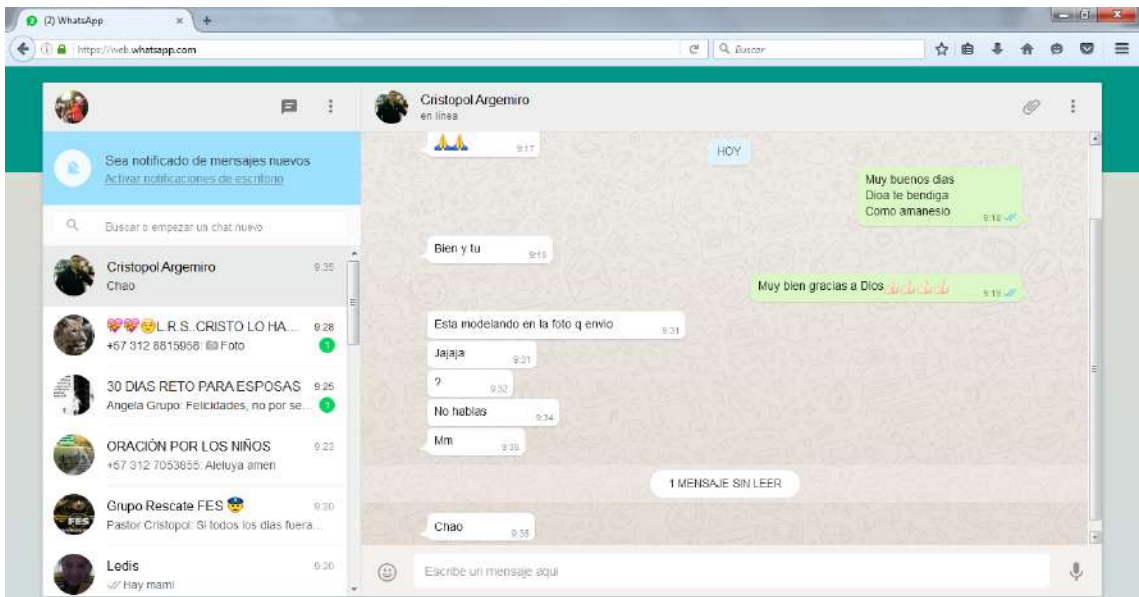 (2) WhatsApp
https://web.whatsapp.com
Buscar
Cristopol Argemiro
en línea
Sea notificado de mensajes nuevos
Activar notificaciones de escritorio
Buscar o empezar un chat nuevo
Cristopol Argemiro 9:35
Chao
L.R.S..CRISTO LO HA... 9:28
+57 312 8815958: Foto
1
30 DIAS RETO PARA ESPOSAS 9:25
Angela Grupo: Felicidades, no por se...
1
ORACIÓN POR LOS NIÑOS 9:23
+57 312 7053855: Aleluya amen
Grupo Rescate FES 9:20
FES
Pastor Cristopol: Si todos los dias fuera...
Ledis 9:20
Hay mami
9:17
HOY
Muy buenos dias
Dioa te bendiga
Como amanesio
9:18
Bien y tu
Muy bien gracias a Dios 9:19
Esta modelando en la foto q envio 9:31
Jajaja 9:31
? 9:32
No hablas 9:34
Mm
1 MENSAJE SIN LEER
Chao 9:35
Escribe un mensaje aquí